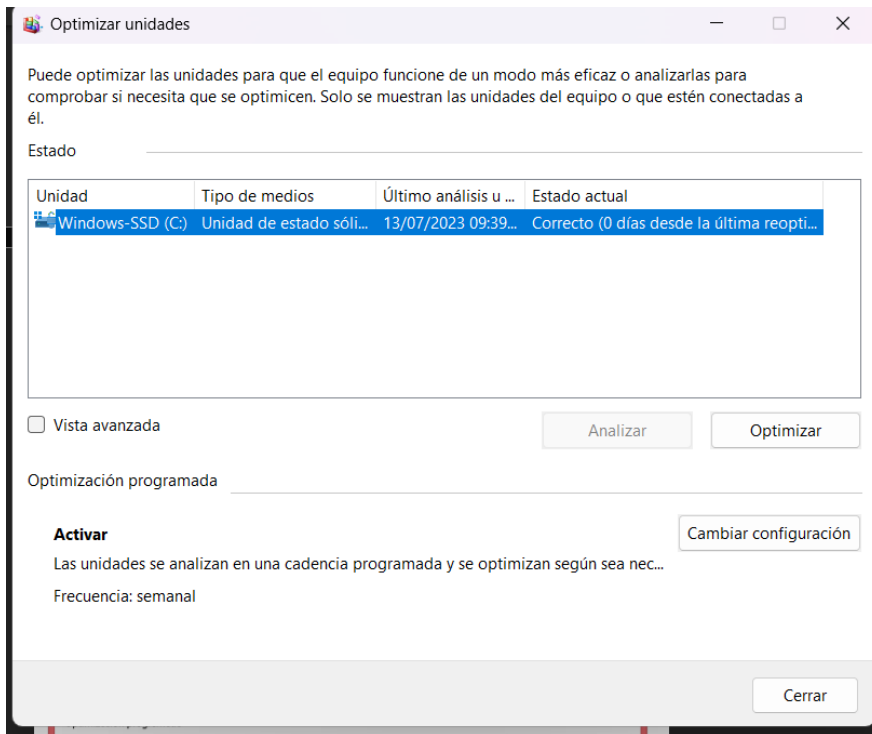 Optimizar unidades
Puede optimizar las unidades para que el equipo funcione de un modo más eficaz o analizarlas para
comprobar si necesita que se optimicen. Solo se muestran las unidades del equipo o que estén conectadas a
él.
Estado
Unidad Tipo de medios Último análisis u ... Estado actual
Windows-SSD (C:) Unidad de estado sóli... 13/07/2023 09:39... Correcto (0 días desde la última reopti...
Vista avanzada
Analizar Optimizar
Optimización programada
Activar
Cambiar configuración
Las unidades se analizan en una cadencia programada y se optimizan según sea nec...
Frecuencia: semanal
Cerrar